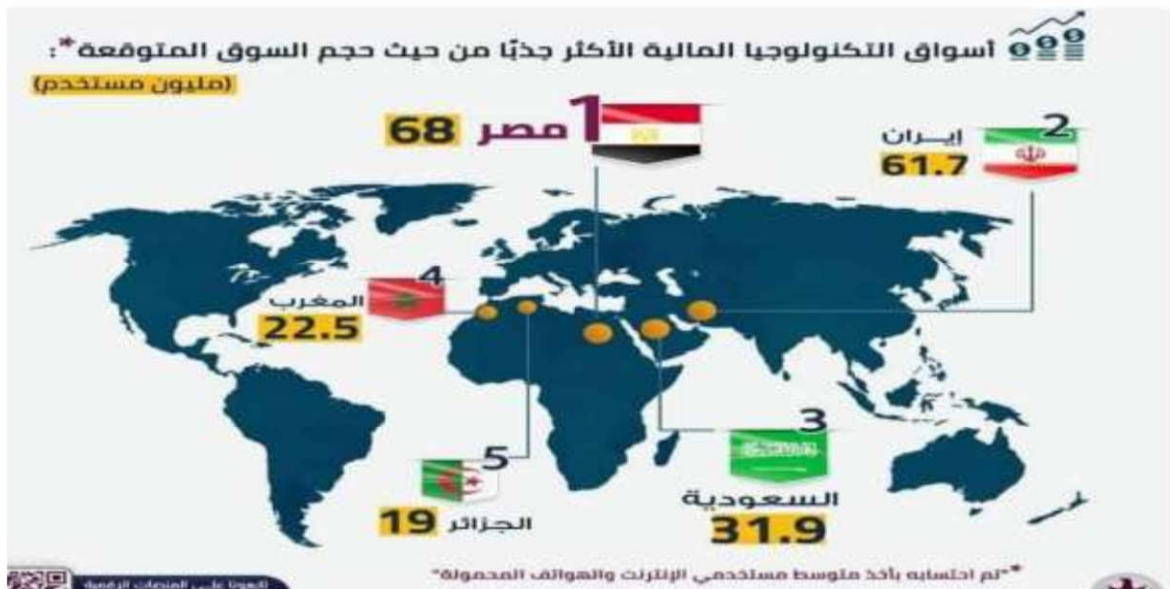 أسواق التكنولوجيا المالية الأكثر جذبًا من حيث حجم السوق المتوقعة*:
(مليون مستخدم)
1
مصر 68
2
إيـــران
61.7
3
السعودية
31.9
4
المغرب
22.5
5
الجزائر 19
*"تم احتسابه بأخذ متوسط مستخدمي الإنترنت والهواتف المحمولة"
تابعونا علـــى المنصات الرقمية